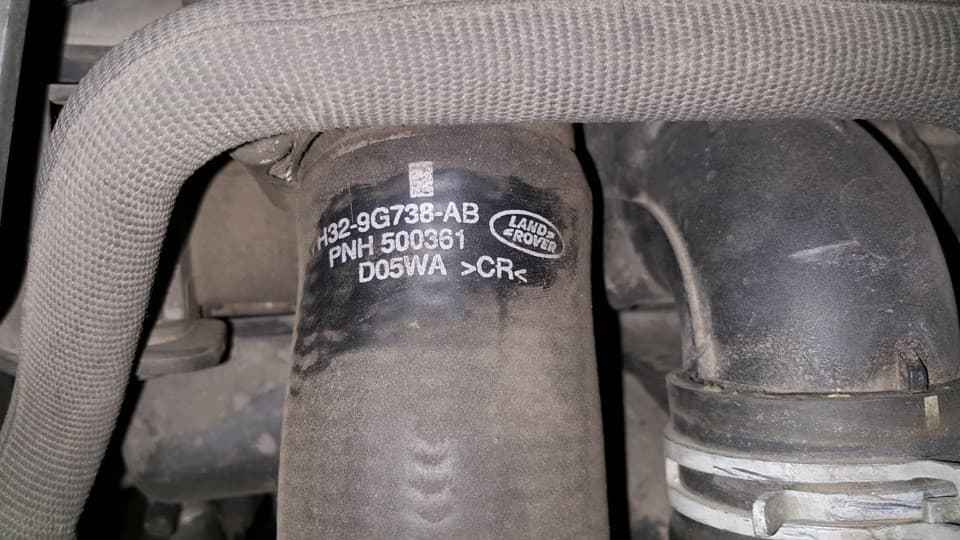 H32-9G738-AB
PNH 500361
D05WA >CR<
LAND
ROVER